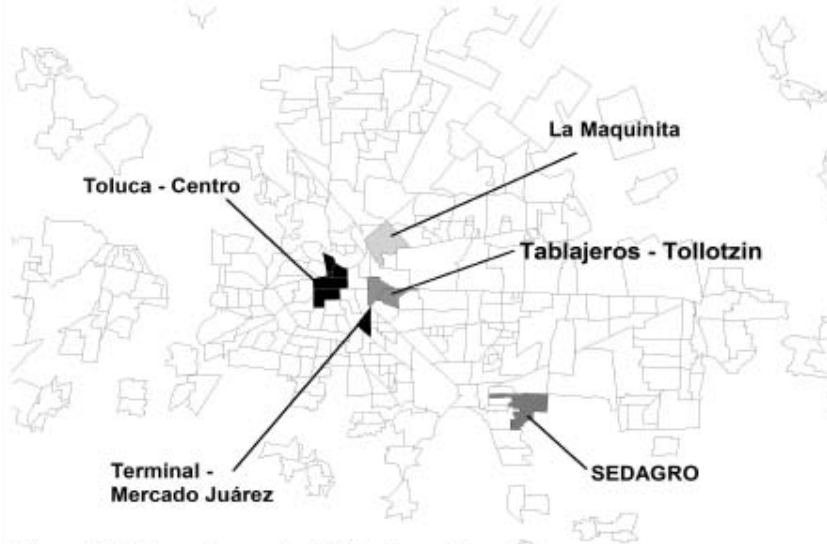 La Maquinita
Toluca - Centro
Tablajeros - Tollotzin
Terminal -
Mercado Juárez
SEDAGRO